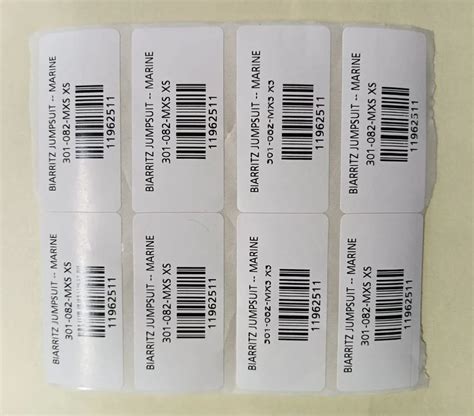 BIARRITZ JUMPSUIT -- MARINE
301-082-MXS XS
11962511
BIARRITZ JUMPSUIT -- MARINE
301-082-MXS XS
11962511
BIARRITZ JUMPSUIT -- MARINE
301-082-MXS XS
11962511
BIARRITZ JUMPSUIT -- MARINE
301-082-MXS XS
11962511
BIARRITZ JUMPSUIT -- MARINE
301-082-MXS XS
11962511
BIARRITZ JUMPSUIT -- MARINE
301-082-MXS XS
11962511
BIARRITZ JUMPSUIT -- MARINE
301-082-MXS XS
11962511
BIARRITZ JUMPSUIT -- MARINE
301-082-MXS XS
11962511